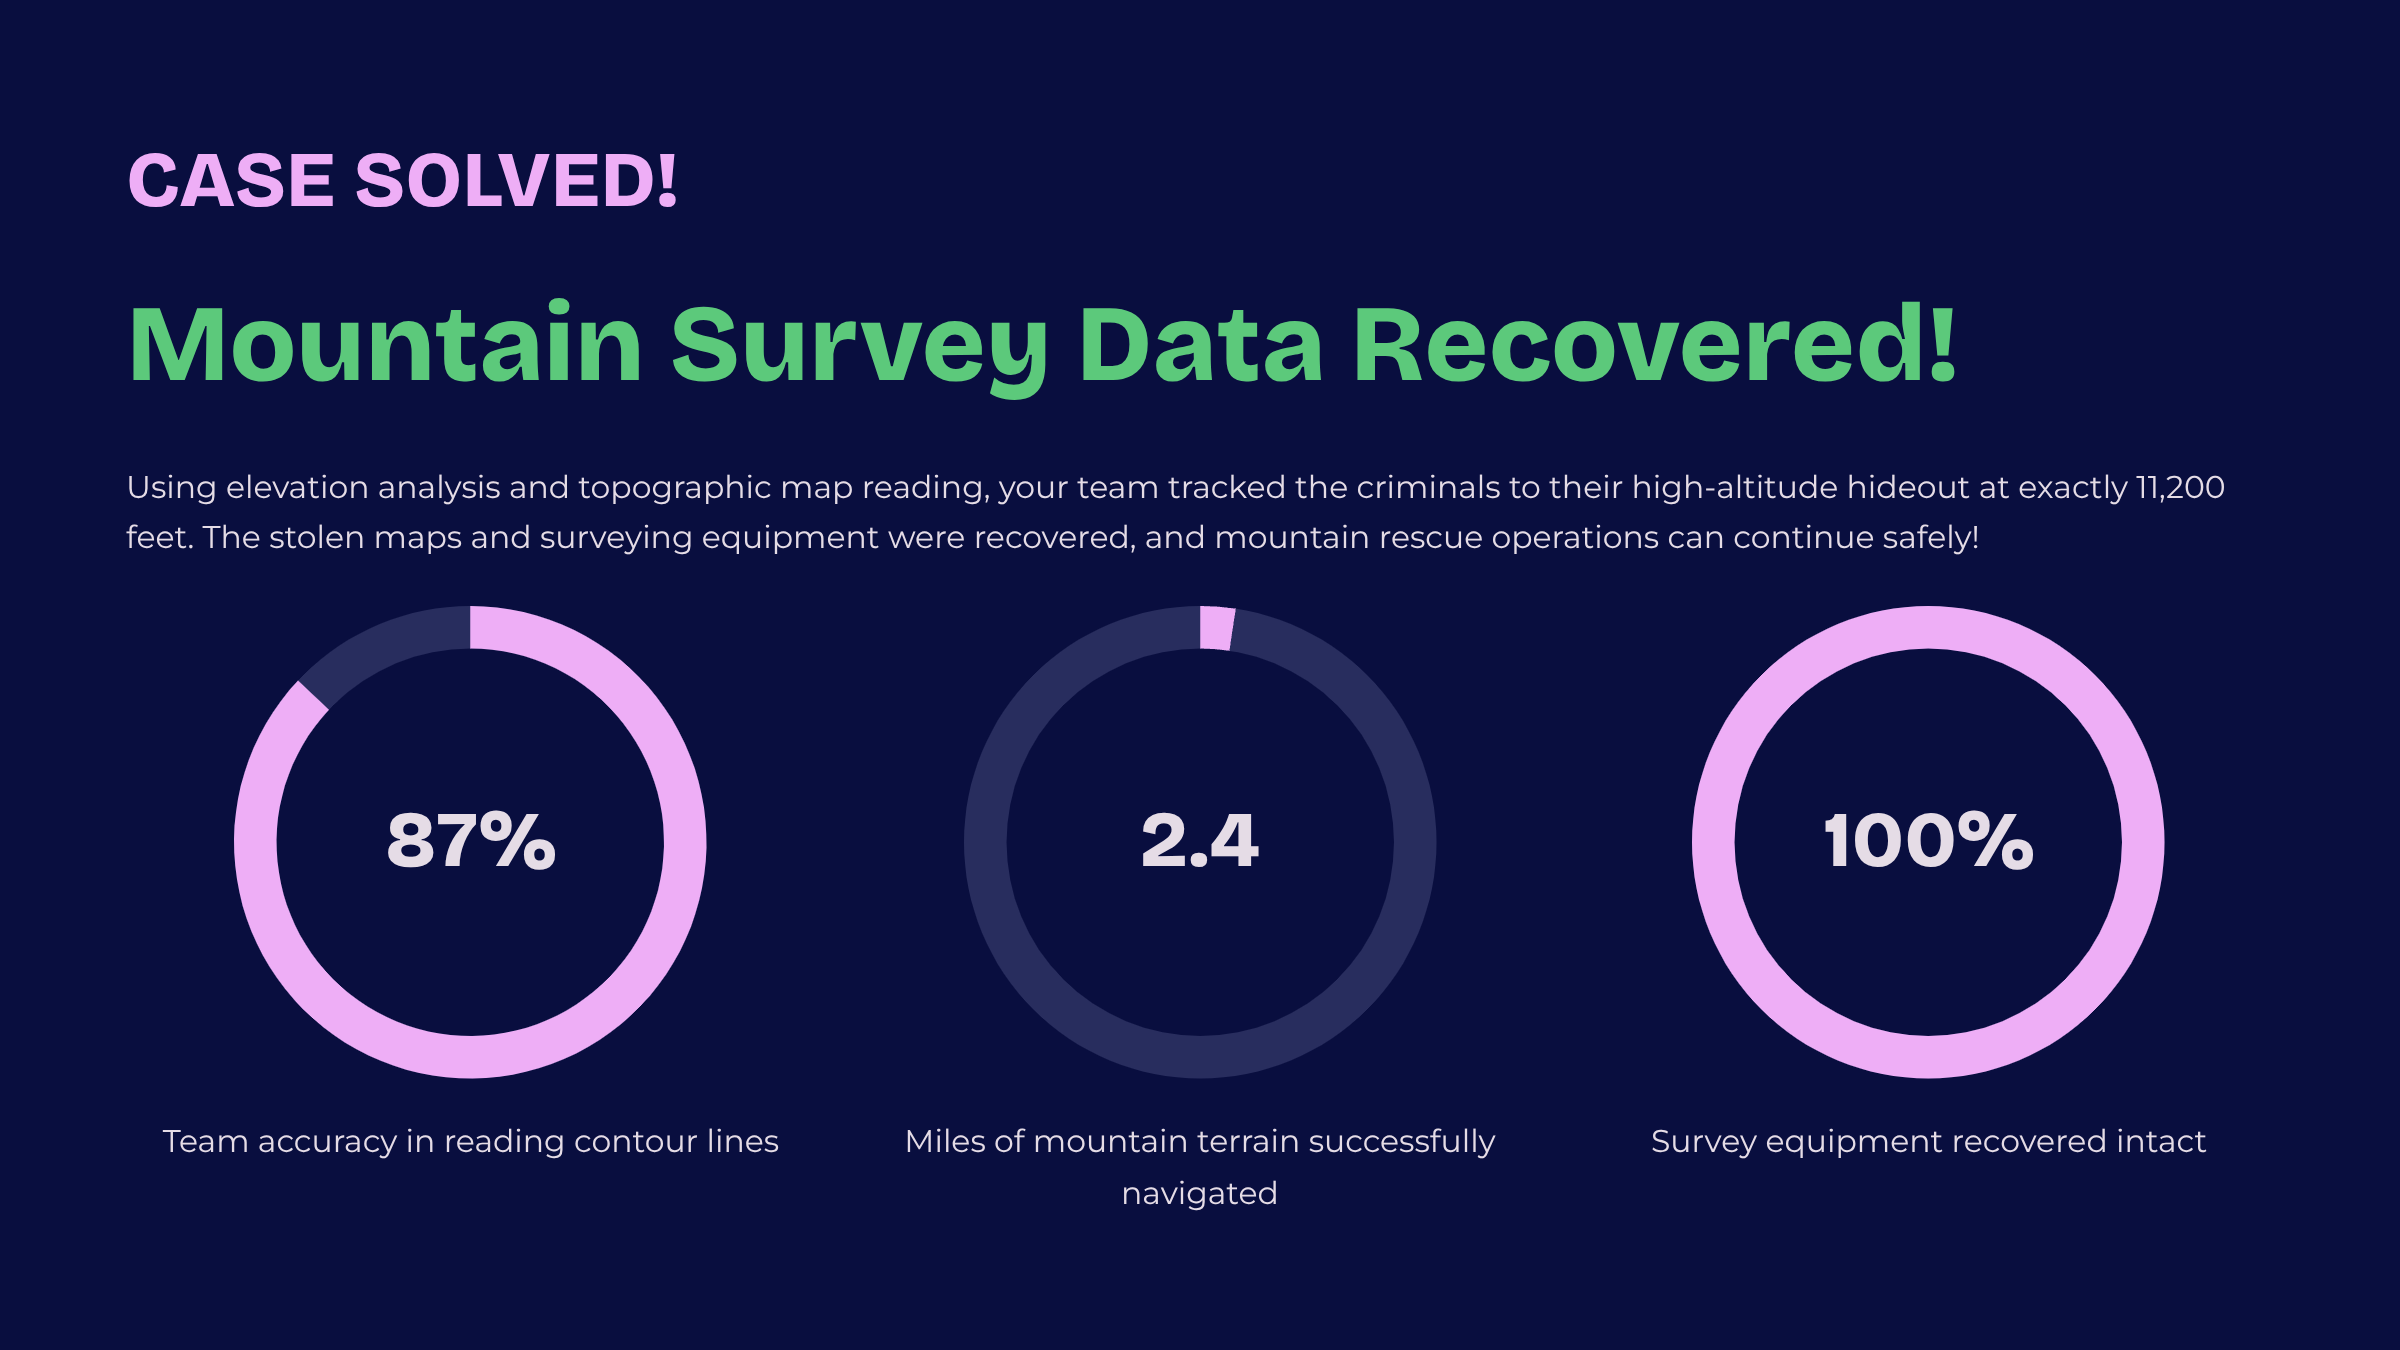 CASE SOLVED!
Mountain Survey Data Recovered!
Using elevation analysis and topographic map reading, your team tracked the criminals to their high-altitude hideout at exactly 11,200
feet. The stolen maps and surveying equipment were recovered, and mountain rescue operations can continue safely!
87%
Team accuracy in reading contour lines
2.4
Miles of mountain terrain successfully
navigated
100%
Survey equipment recovered intact